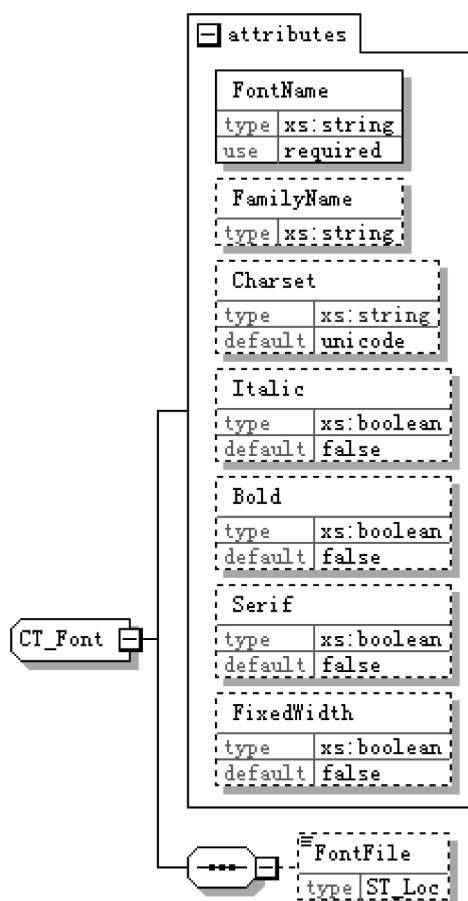 attributes
FontName
type xs:string
use required
FamilyName
type xs:string
Charset
type xs:string
default unicode
Italic
type xs:boolean
default false
Bold
type xs:boolean
default false
Serif
type xs:boolean
default false
FixedWidth
type xs:boolean
default false
CT_Font
FontFile
type ST_Loc